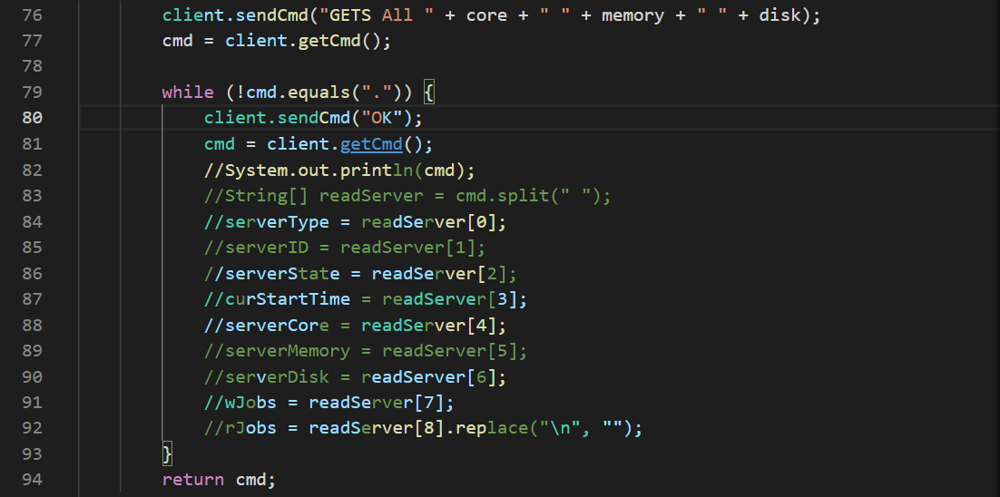 76 client.sendCmd("GETS All " + core + " " + memory + " " + disk);
77 cmd = client.getCmd();
78
79 while (!cmd.equals(".")) {
80 client.sendCmd("OK");
81 cmd = client.getCmd();
82 //System.out.println(cmd);
83 //String[] readServer = cmd.split(" ");
84 //serverType = readServer[0];
85 //serverID = readServer[1];
86 //serverState = readServer[2];
87 //curStartTime = readServer[3];
88 //serverCore = readServer[4];
89 //serverMemory = readServer[5];
90 //serverDisk = readServer[6];
91 //wJobs = readServer[7];
92 //rJobs = readServer[8].replace("\n", "");
93 }
94 return cmd;